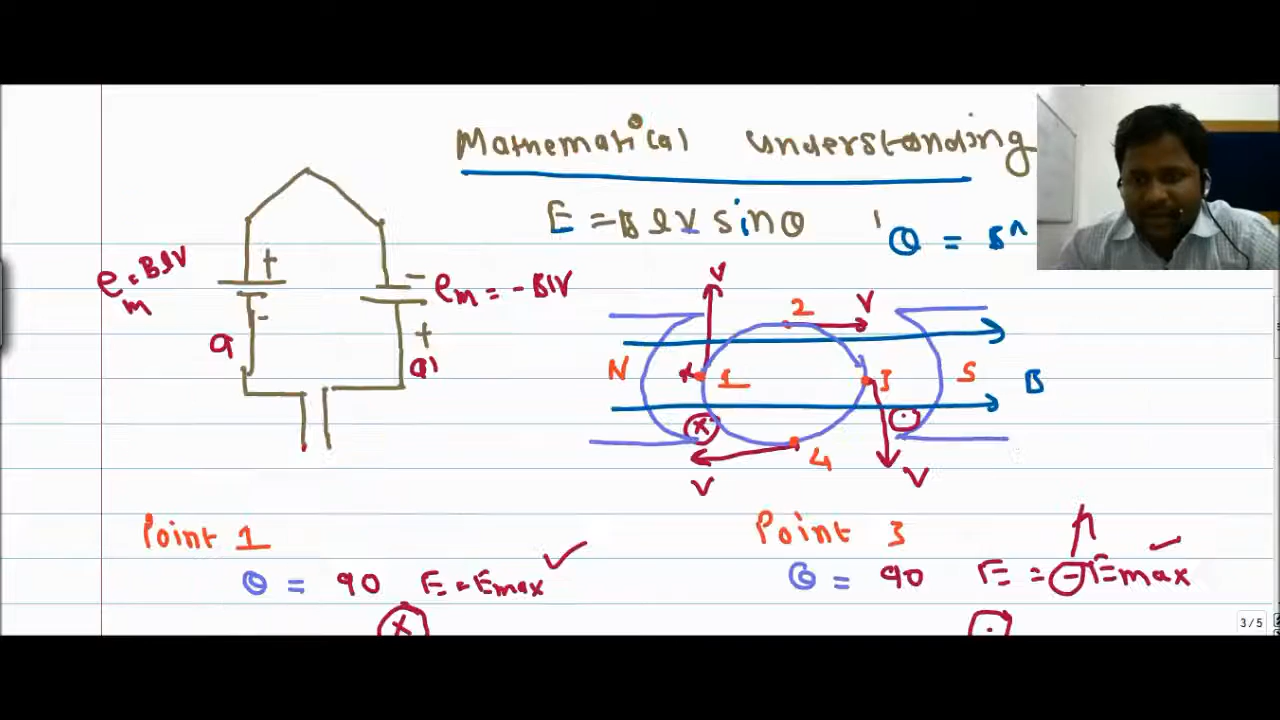 Mathematical understanding
E = BlV sinθ
θ = B^
e = BlV
m
+
-
a
-
em = -BlV
+
a'
V
2
V
N
1
3
S
B
x
.
4
V
V
Point 1
θ = 90 E = Emax ✓
x
Point 3
θ = 90 E = -Emax ✓
.
3/5